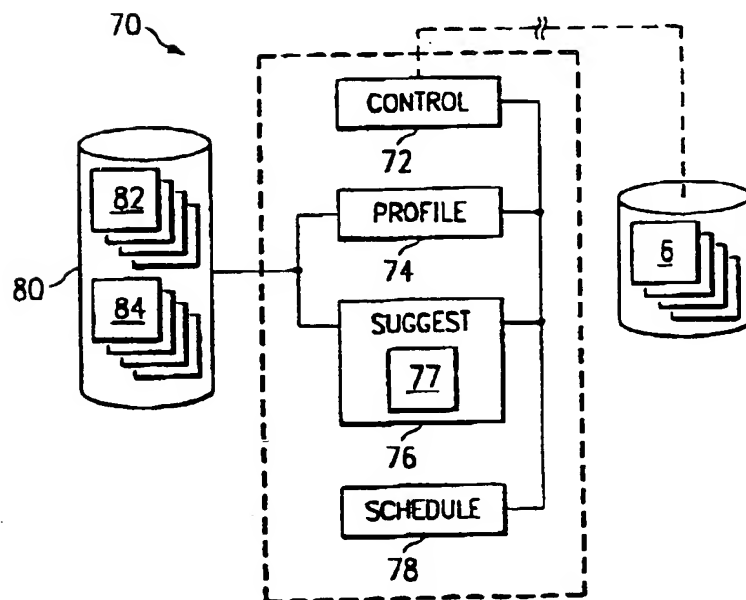 70
CONTROL
72
82
PROFILE
6
74
80
84
SUGGEST
77
76
SCHEDULE
78